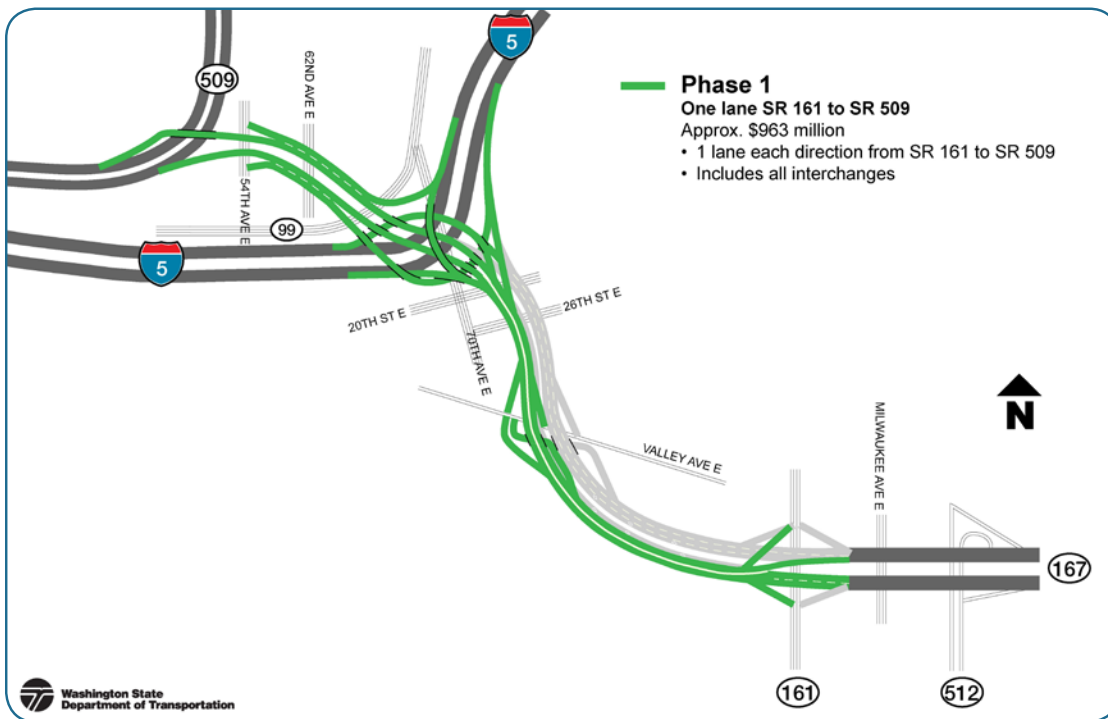 5
509
62ND AVE E
54TH AVE E
99
5
20TH ST E
26TH ST E
70TH AVE E
VALLEY AVE E
MILWAUKEE AVE E
167
161
512
N
Phase 1
One lane SR 161 to SR 509
Approx. $963 million
• 1 lane each direction from SR 161 to SR 509
• Includes all interchanges
Washington State
Department of Transportation